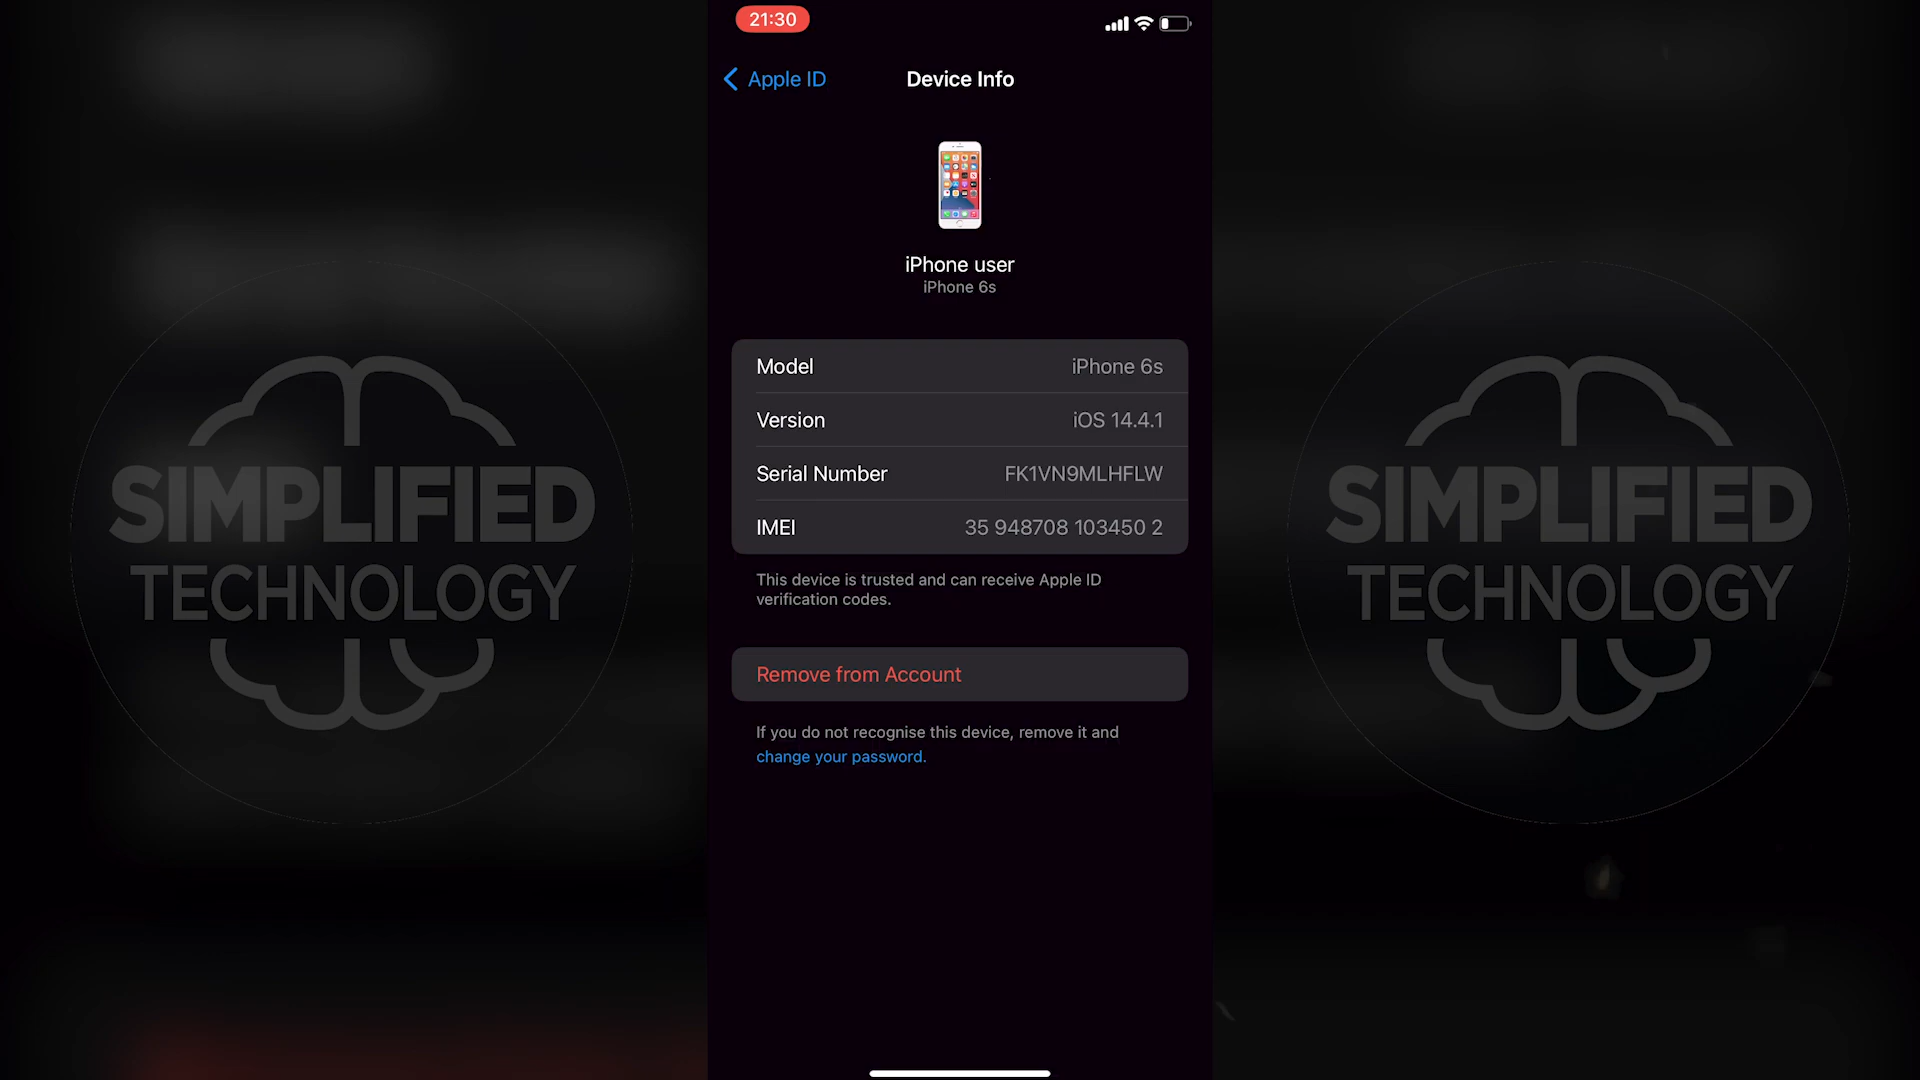 21:30
Apple ID
Device Info
iPhone user
iPhone 6s
Model
iPhone 6s
Version
iOS 14.4.1
Serial Number
FK1VN9MLHFLW
IMEI
35 948708 103450 2
This device is trusted and can receive Apple ID
verification codes.
Remove from Account
If you do not recognise this device, remove it and
change your password.
SIMPLIFIED
TECHNOLOGY
SIMPLIFIED
TECHNOLOGY